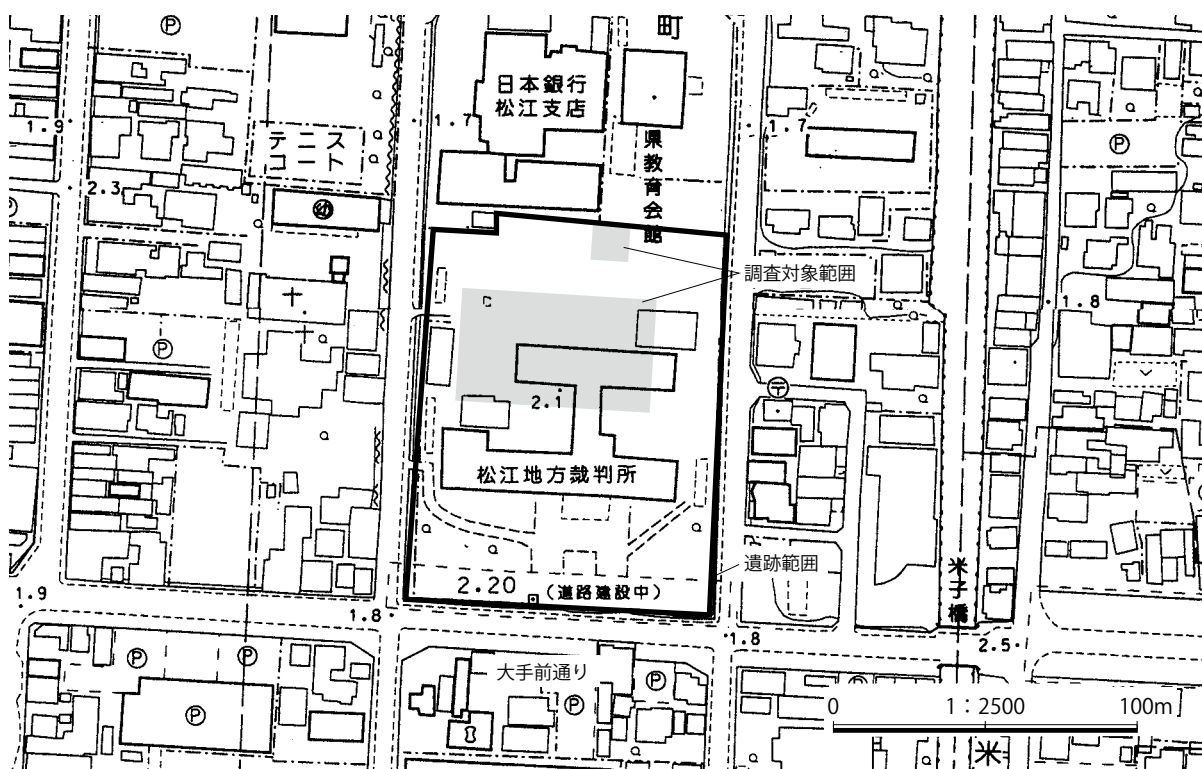 Ⓟ
町
日本銀行
松江支店
1.9
テニス
コート
1.7
1.7
Ⓟ
県教育会館
2.3
幼
調査対象範囲
1.8
Ⓟ
2.1
〒
松江地方裁判所
遺跡範囲
米子橋
2.20
(道路建設中)
1.9
1.8
1.8
2.5
Ⓟ
Ⓟ
大手前通り
Ⓟ
Ⓟ
Ⓟ
0 1：2500 100m
米